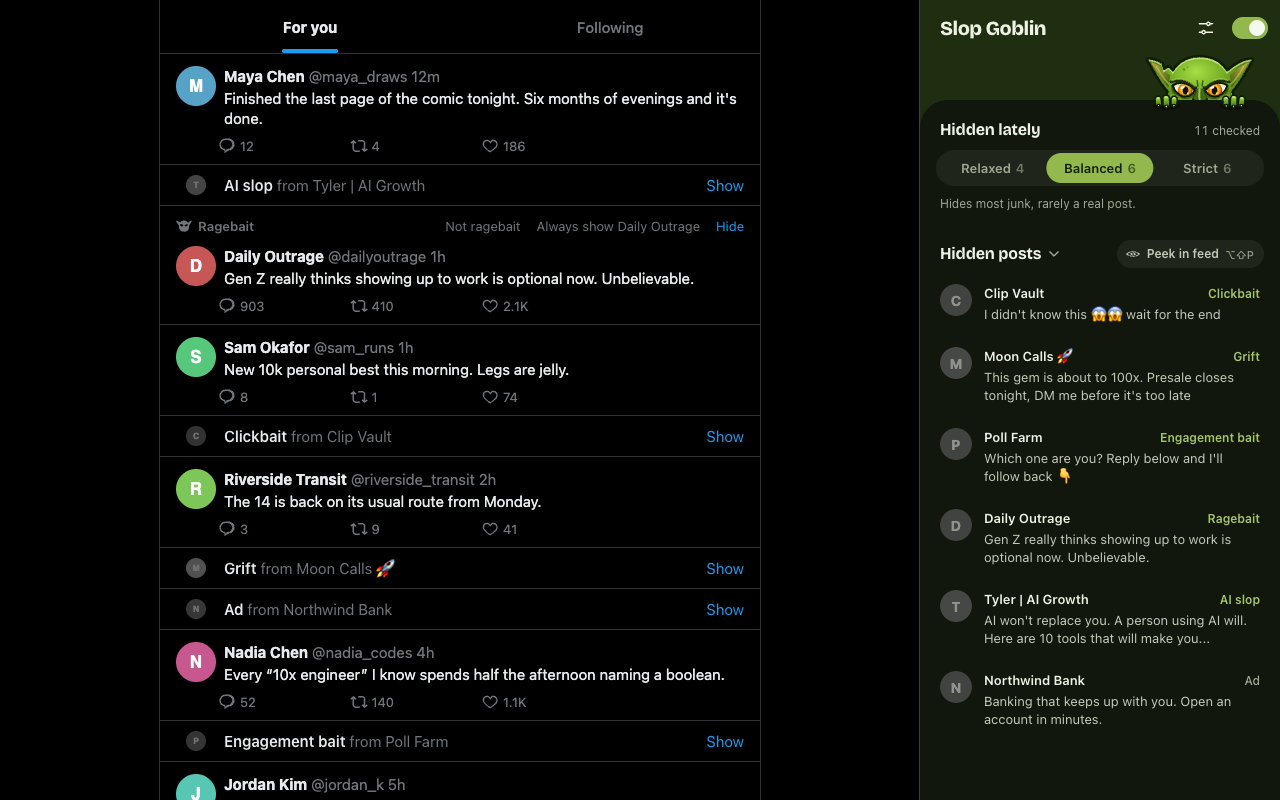 For you
Following
M
Maya Chen @maya_draws 12m
Finished the last page of the comic tonight. Six months of evenings and it's
done.
12
4
186
T
AI slop from Tyler | AI Growth
Show
Ragebait
Not ragebait
Always show Daily Outrage
Hide
D
Daily Outrage @dailyoutrage 1h
Gen Z really thinks showing up to work is optional now. Unbelievable.
903
410
2.1K
S
Sam Okafor @sam_runs 1h
New 10k personal best this morning. Legs are jelly.
8
1
74
C
Clickbait from Clip Vault
Show
R
Riverside Transit @riverside_transit 2h
The 14 is back on its usual route from Monday.
3
9
41
M
Grift from Moon Calls 🚀
Show
N
Ad from Northwind Bank
Show
N
Nadia Chen @nadia_codes 4h
Every “10x engineer” I know spends half the afternoon naming a boolean.
52
140
1.1K
P
Engagement bait from Poll Farm
Show
J
Jordan Kim @jordan_k 5h
Slop Goblin
Hidden lately
11 checked
Relaxed 4
Balanced 6
Strict 6
Hides most junk, rarely a real post.
Hidden posts
Peek in feed ⌥⇧P
C
Clip Vault
Clickbait
I didn't know this 😱😱 wait for the end
M
Moon Calls 🚀
Grift
This gem is about to 100x. Presale closes
tonight, DM me before it's too late
P
Poll Farm
Engagement bait
Which one are you? Reply below and I'll
follow back 👇
D
Daily Outrage
Ragebait
Gen Z really thinks showing up to work is
optional now. Unbelievable.
T
Tyler | AI Growth
AI slop
AI won't replace you. A person using AI will.
Here are 10 tools that will make you...
N
Northwind Bank
Ad
Banking that keeps up with you. Open an
account in minutes.